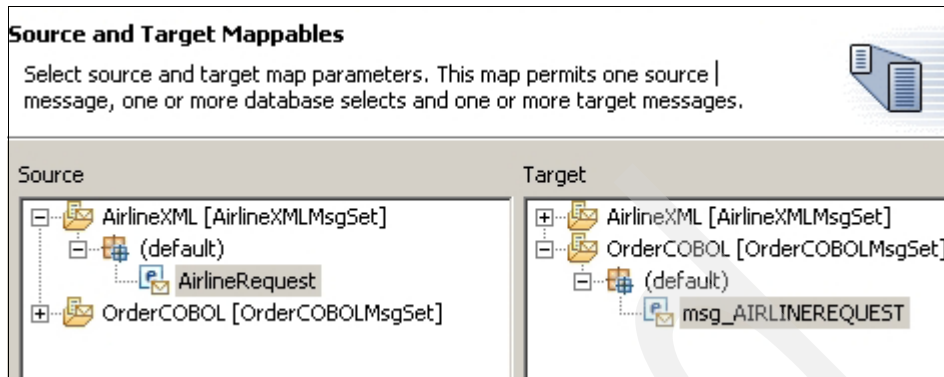 Source and Target Mappables
Select source and target map parameters. This map permits one source
message, one or more database selects and one or more target messages.
Source
AirlineXML [AirlineXMLMsgSet]
(default)
AirlineRequest
OrderCOBOL [OrderCOBOLMsgSet]
Target
AirlineXML [AirlineXMLMsgSet]
OrderCOBOL [OrderCOBOLMsgSet]
(default)
msg_AIRLINEREQUEST